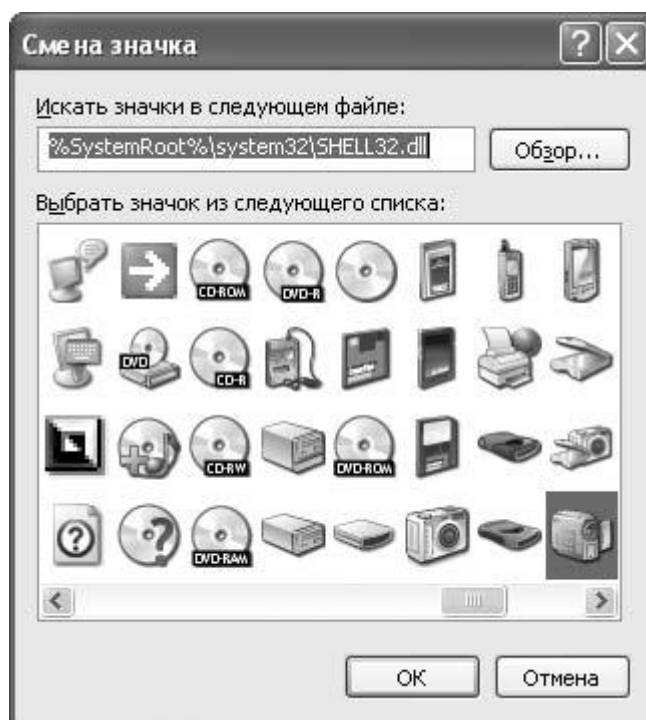 Смена значка
Искать значки в следующем файле:
%SystemRoot%\system32\SHELL32.dll
Обзор...
Выбрать значок из следующего списка:
CD-ROM
DVD-R
DVD
CD-R
CD-RW
DVD-ROM
DVD-RAM
ОК
Отмена